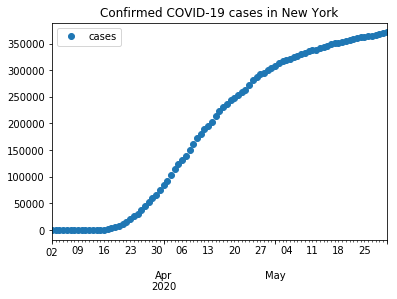 Confirmed COVID-19 cases in New York
cases
350000
300000
250000
200000
150000
100000
50000
0
02 09 16 23 30 06 13 20 27 04 11 18 25
Apr May
2020